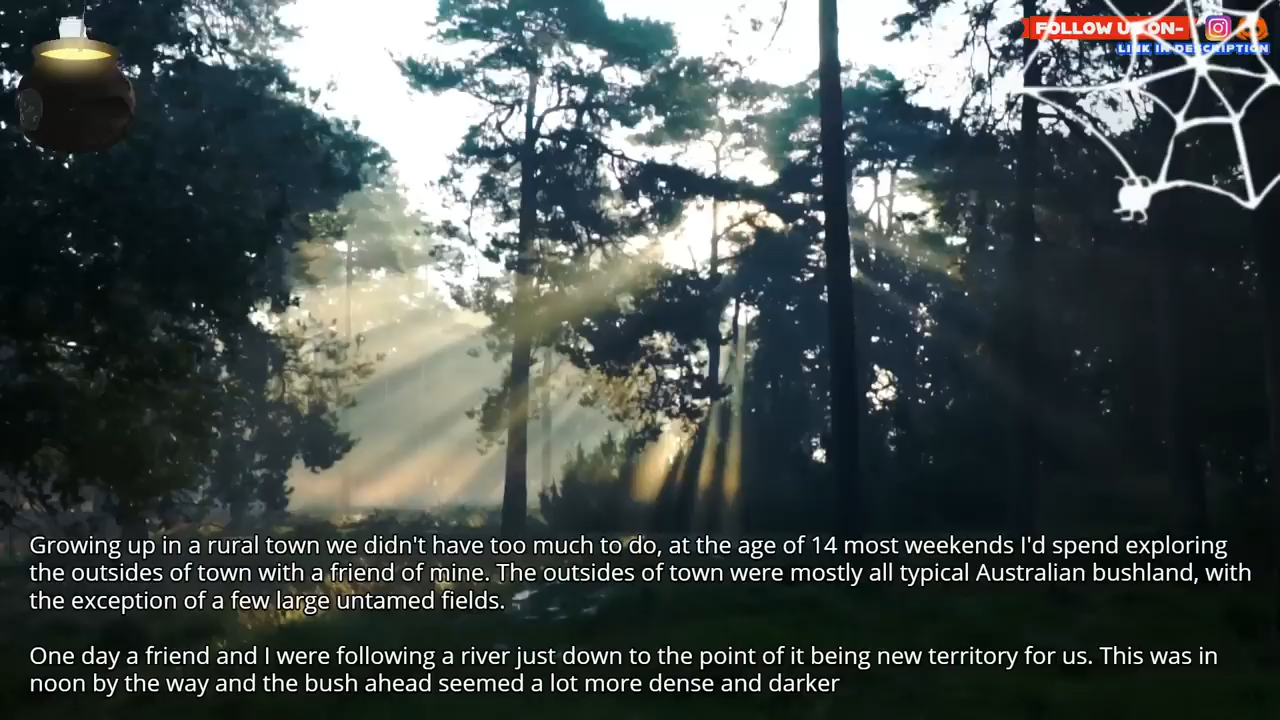 FOLLOW US ON-
LINK IN DESCRIPTION
Growing up in a rural town we didn't have too much to do, at the age of 14 most weekends I'd spend exploring
the outsides of town with a friend of mine. The outsides of town were mostly all typical Australian bushland, with
the exception of a few large untamed fields.
One day a friend and I were following a river just down to the point of it being new territory for us. This was in
noon by the way and the bush ahead seemed a lot more dense and darker